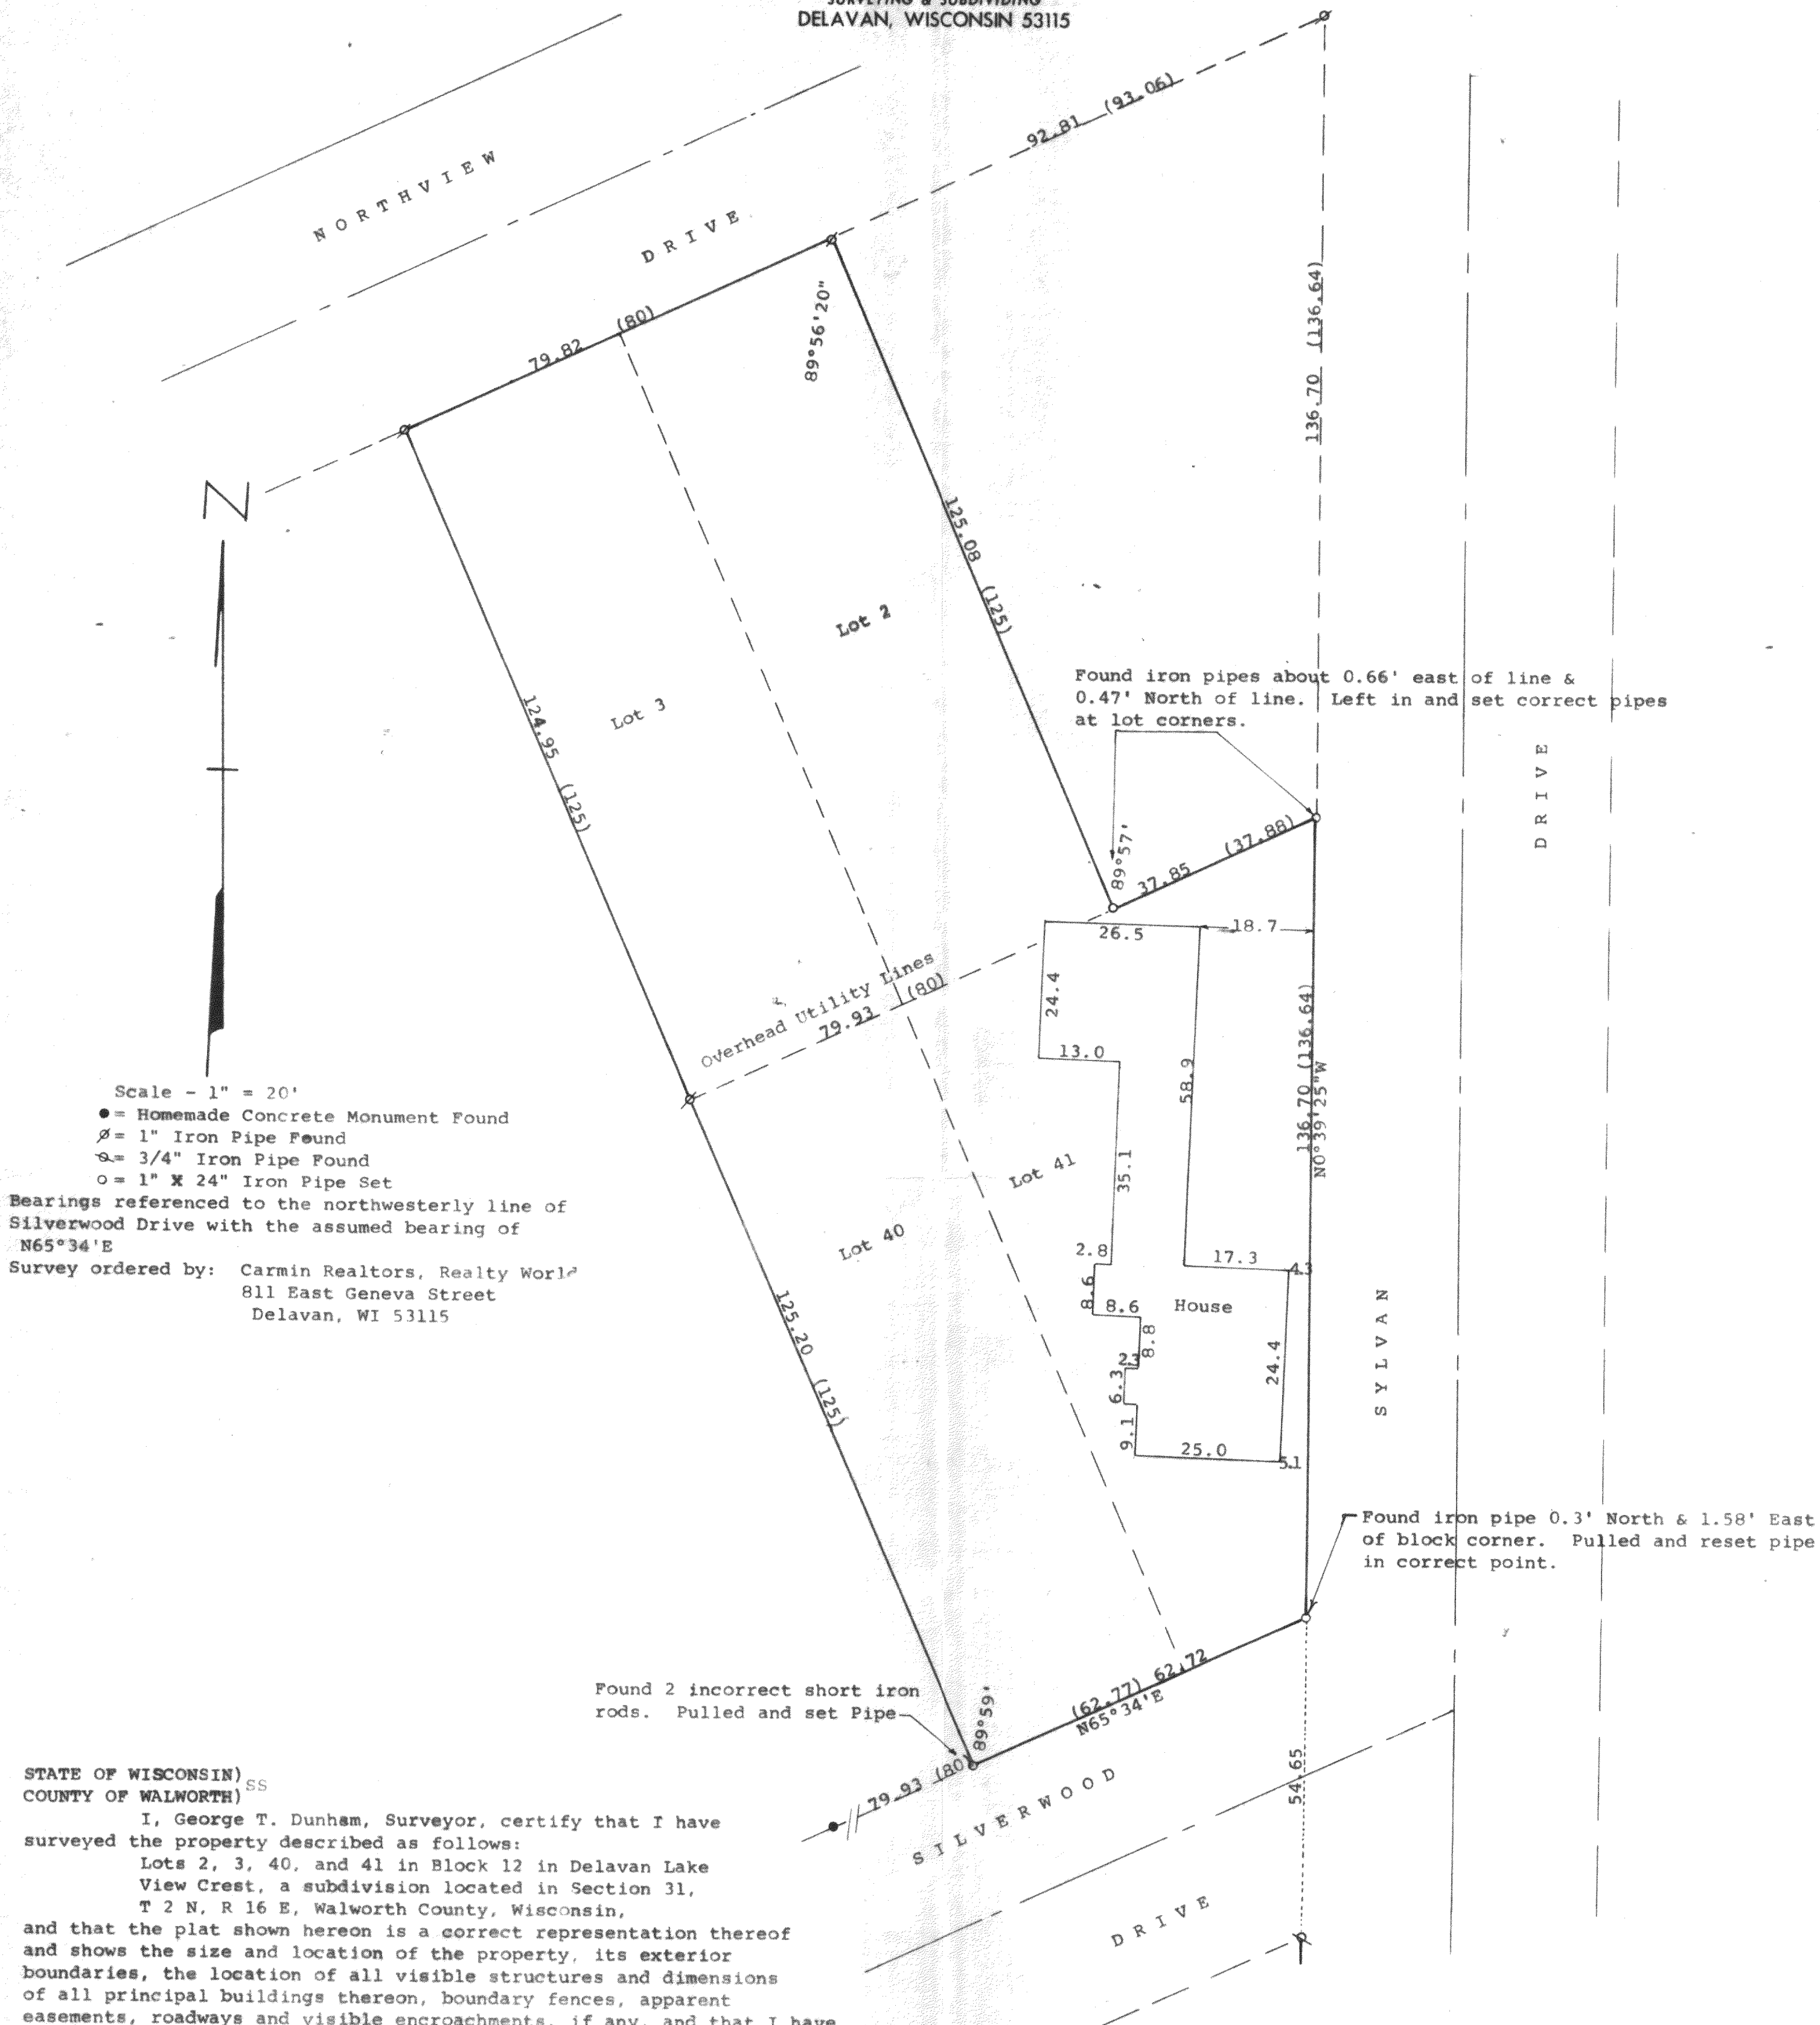 SURVEYING & SUBDIVIDING
DELAVAN, WISCONSIN 53115
92.81 (93.06)
NORTHVIEW
DRIVE
136.70 (136.64)
79.82 (80)
89°56'20"
N
125.08 (125)
Lot 2
Lot 3
124.95 (125)
Found iron pipes about 0.66' east of line &
0.47' North of line. Left in and set correct pipes
at lot corners.
DRIVE
89°57'
37.85 (37.88)
26.5
18.7
24.4
Overhead Utility Lines
79.93 (80)
13.0
58.9
136.70 (136.64)
N0°39'25"W
Scale - 1" = 20'
= Homemade Concrete Monument Found
= 1" Iron Pipe Found
= 3/4" Iron Pipe Found
= 1" X 24" Iron Pipe Set
Bearings referenced to the northwesterly line of
Silverwood Drive with the assumed bearing of
N65°34'E
Survey ordered by: Carmin Realtors, Realty World
811 East Geneva Street
Delavan, WI 53115
Lot 41
35.1
Lot 40
2.8
17.3
4.3
8.6
8.6
House
8.8
2.3
6.3
24.4
9.1
25.0
5.1
125.20 (125)
SYLVAN
Found iron pipe 0.3' North & 1.58' East
of block corner. Pulled and reset pipe
in correct point.
Found 2 incorrect short iron
rods. Pulled and set Pipe
89°59'
(62.77) 62.72
N65°34'E
79.93 (80)
SILVERWOOD
DRIVE
54.65
STATE OF WISCONSIN)
SS
COUNTY OF WALWORTH)
I, George T. Dunham, Surveyor, certify that I have
surveyed the property described as follows:
Lots 2, 3, 40, and 41 in Block 12 in Delavan Lake
View Crest, a subdivision located in Section 31,
T 2 N, R 16 E, Walworth County, Wisconsin,
and that the plat shown hereon is a correct representation thereof
and shows the size and location of the property, its exterior
boundaries, the location of all visible structures and dimensions
of all principal buildings thereon, boundary fences, apparent
easements, roadways and visible encroachments, if any, and that I have